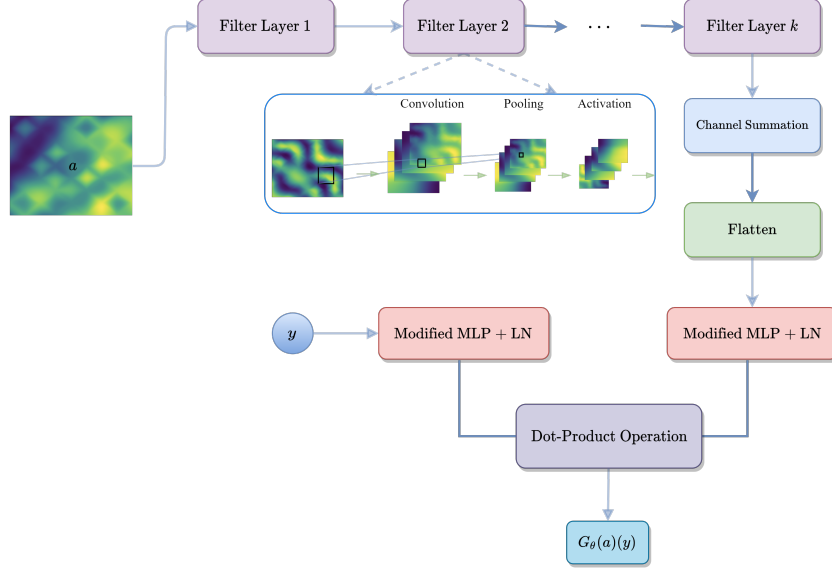 Filter Layer 1
Filter Layer 2
...
Filter Layer k
a
Convolution
Pooling
Activation
Channel Summation
Flatten
y
Modified MLP + LN
Modified MLP + LN
Dot-Product Operation
G_θ(a)(y)